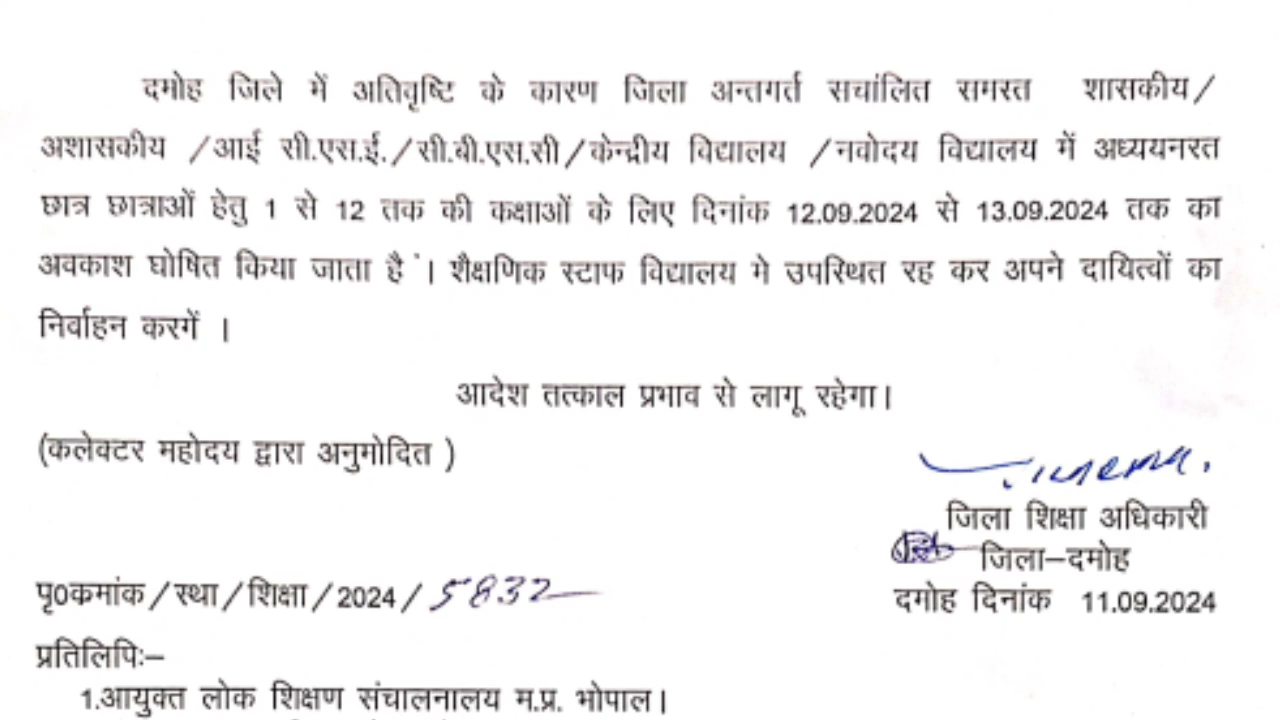 दमोह जिले में अतिवृष्टि के कारण जिला अन्तगर्त सचांलित समस्त शासकीय/
अशासकीय /आई सी.एस.ई./सी.बी.एस.सी/केन्द्रीय विद्यालय /नवोदय विद्यालय में अध्ययनरत
छात्र छात्राओं हेतु 1 से 12 तक की कक्षाओं के लिए दिनांक 12.09.2024 से 13.09.2024 तक का
अवकाश घोषित किया जाता है । शैक्षणिक स्टाफ विद्यालय मे उपस्थित रह कर अपने दायित्वों का
निर्वाहन करगें ।
आदेश तत्काल प्रभाव से लागू रहेगा।
(कलेक्टर महोदय द्वारा अनुमोदित )
जिला शिक्षा अधिकारी
जिला–दमोह
पृ0कमांक/स्था/शिक्षा/2024/5832
दमोह दिनांक 11.09.2024
प्रतिलिपिः–
1.आयुक्त लोक शिक्षण संचालनालय म.प्र. भोपाल।